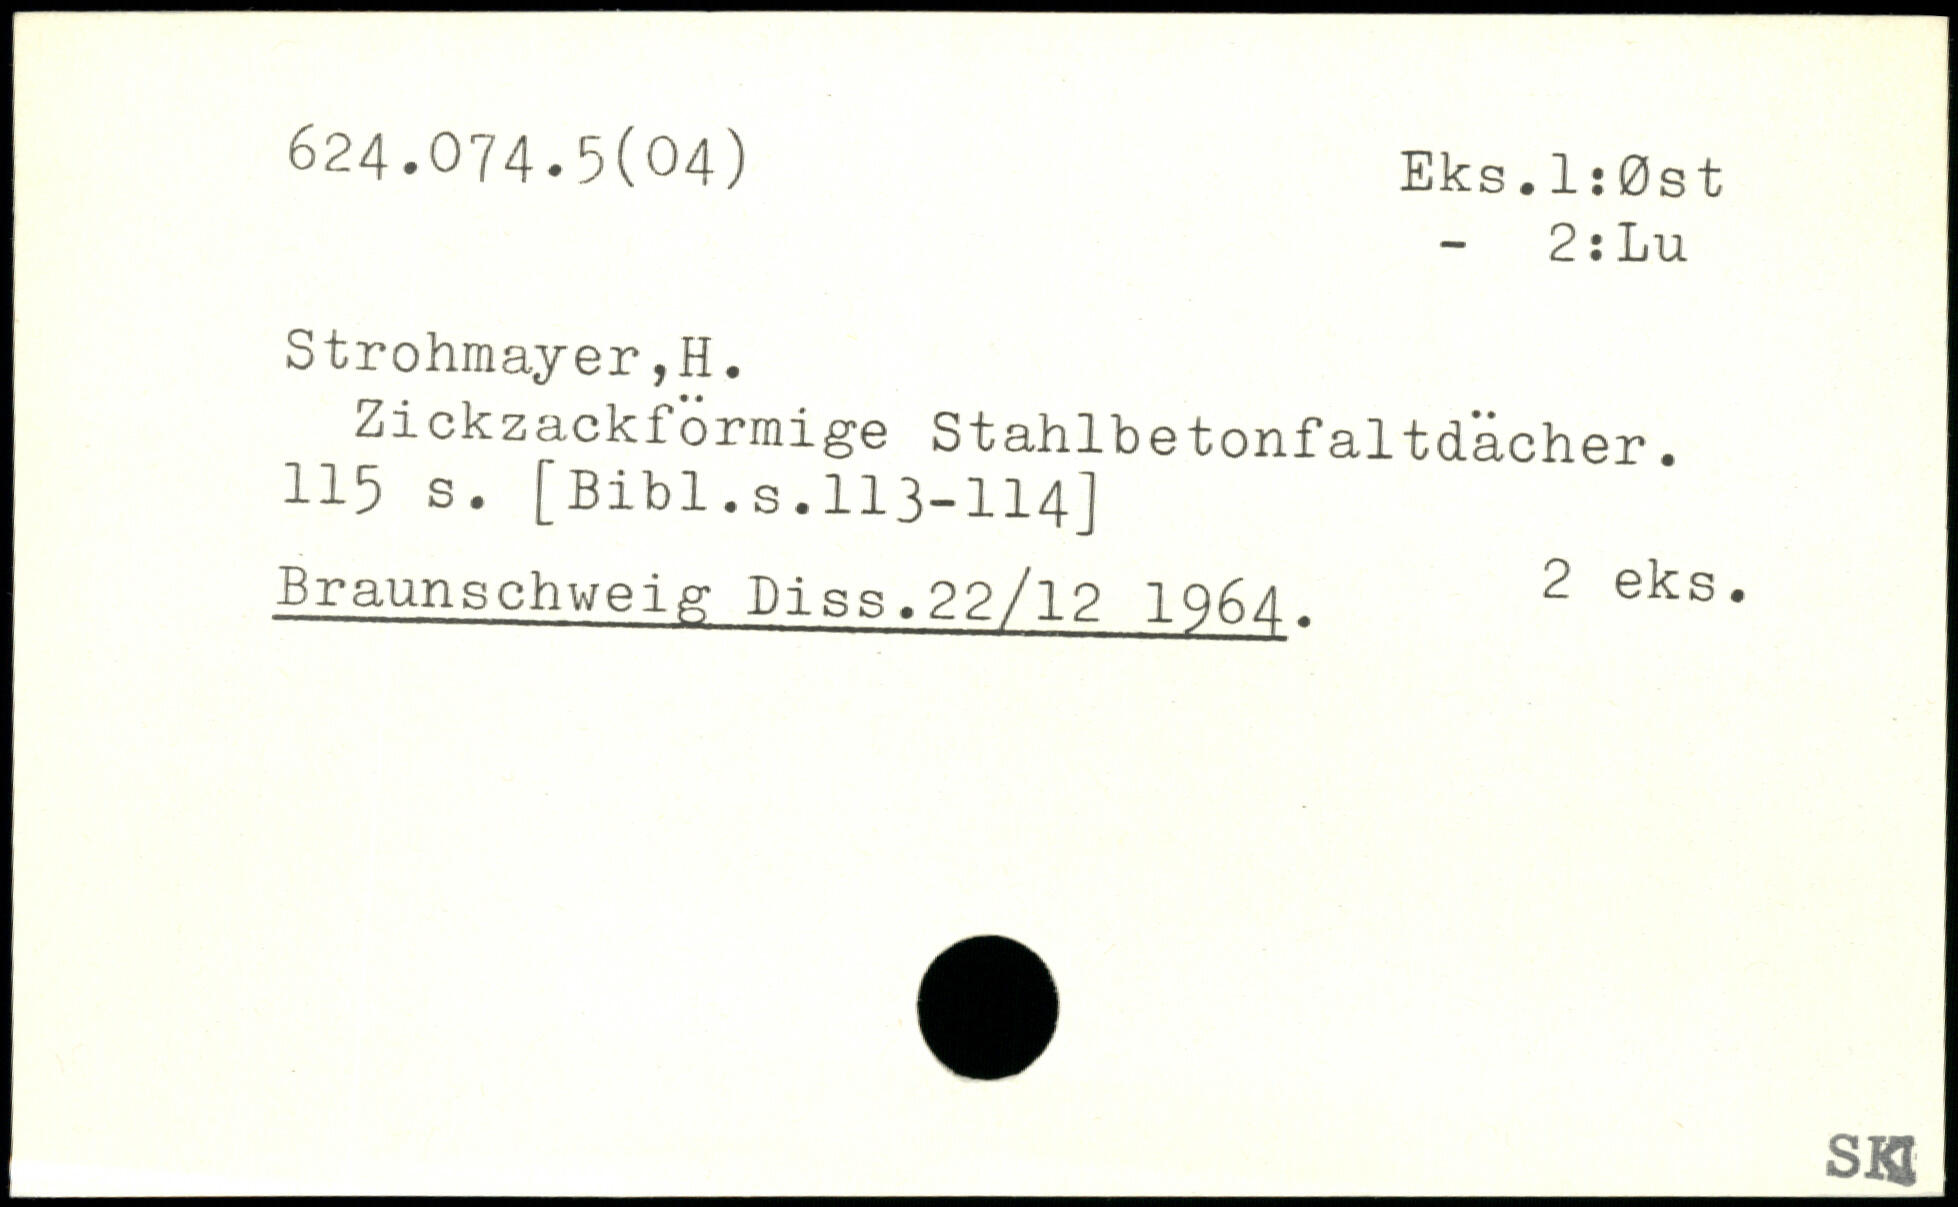 624.074.5(04)
Eks.1:Øst
- 2:Lu
Strohmayer,H.
Zickzackförmige Stahlbetonfaltdächer.
115 s. [Bibl.s.113-114]
Braunschweig Diss.22/12 1964.
2 eks.